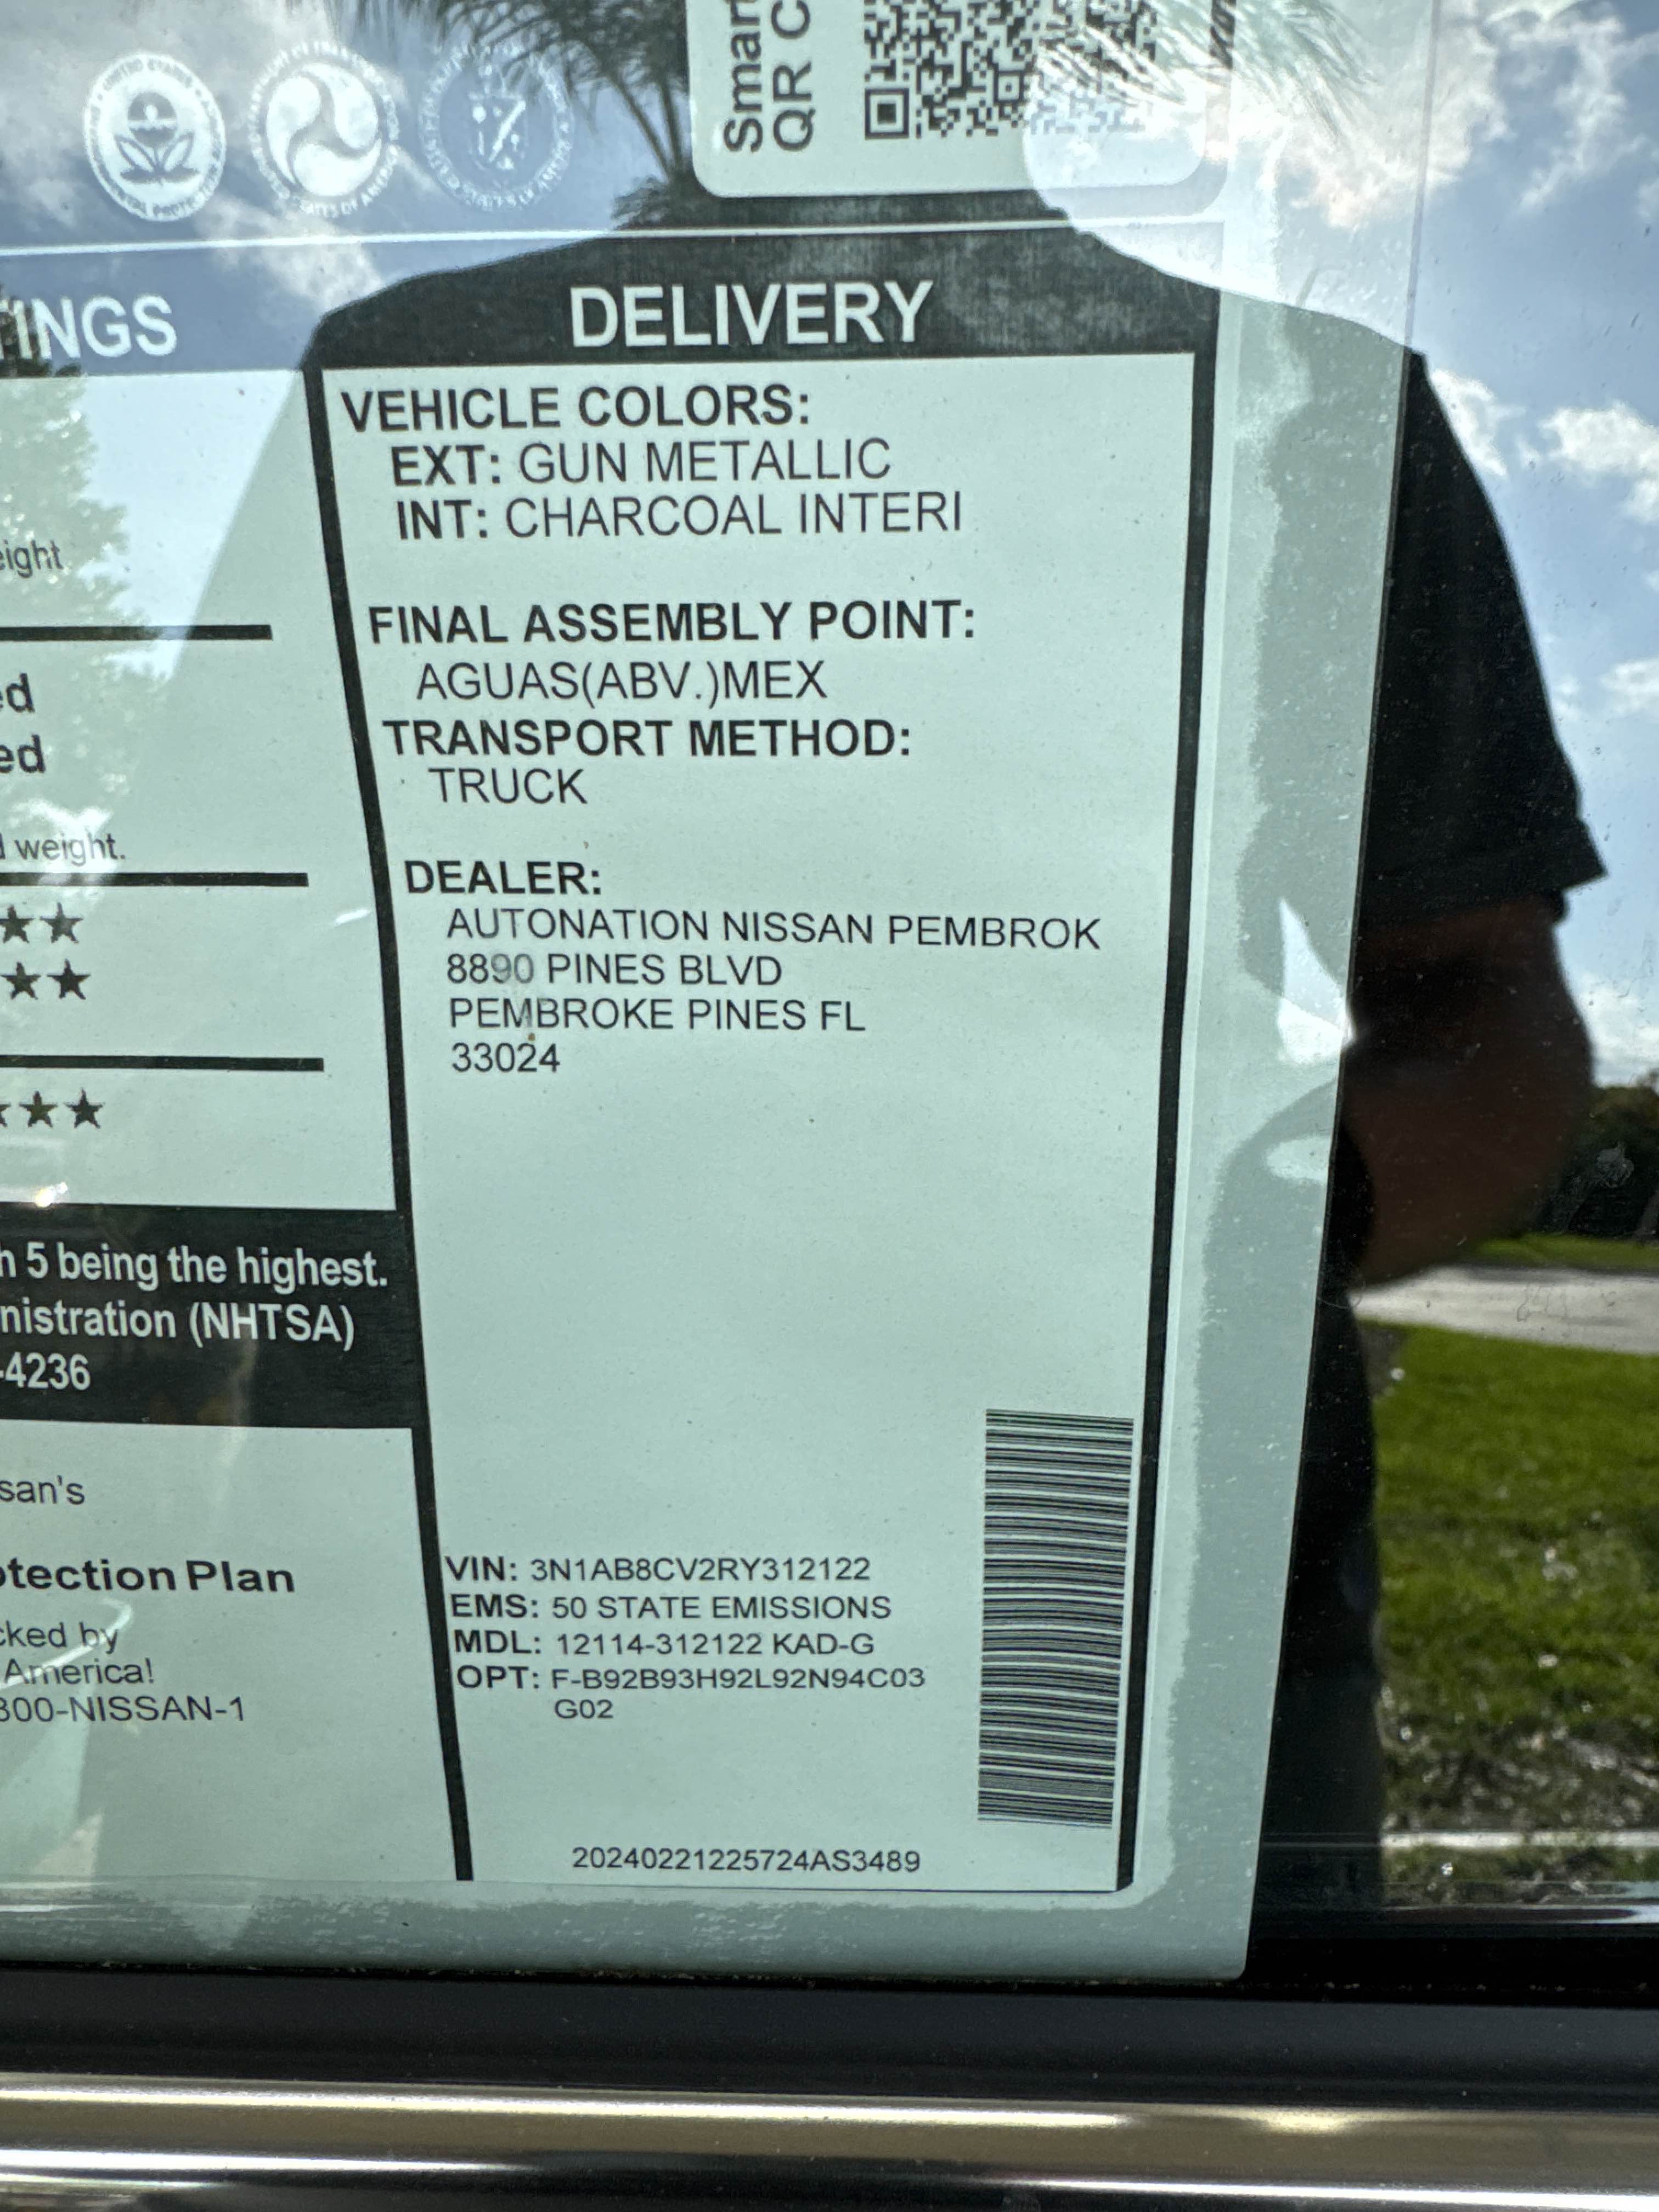 Smart
QR C
INGS
eight
ed
ed
d weight.
★★
★★
★★★
h 5 being the highest.
nistration (NHTSA)
-4236
san's
otection Plan
cked by
America!
800-NISSAN-1
DELIVERY
VEHICLE COLORS:
EXT: GUN METALLIC
INT: CHARCOAL INTERI
FINAL ASSEMBLY POINT:
AGUAS(ABV.)MEX
TRANSPORT METHOD:
TRUCK
DEALER:
AUTONATION NISSAN PEMBROK
8890 PINES BLVD
PEMBROKE PINES FL
33024
VIN: 3N1AB8CV2RY312122
EMS: 50 STATE EMISSIONS
MDL: 12114-312122 KAD-G
OPT: F-B92B93H92L92N94C03
G02
20240221225724AS3489